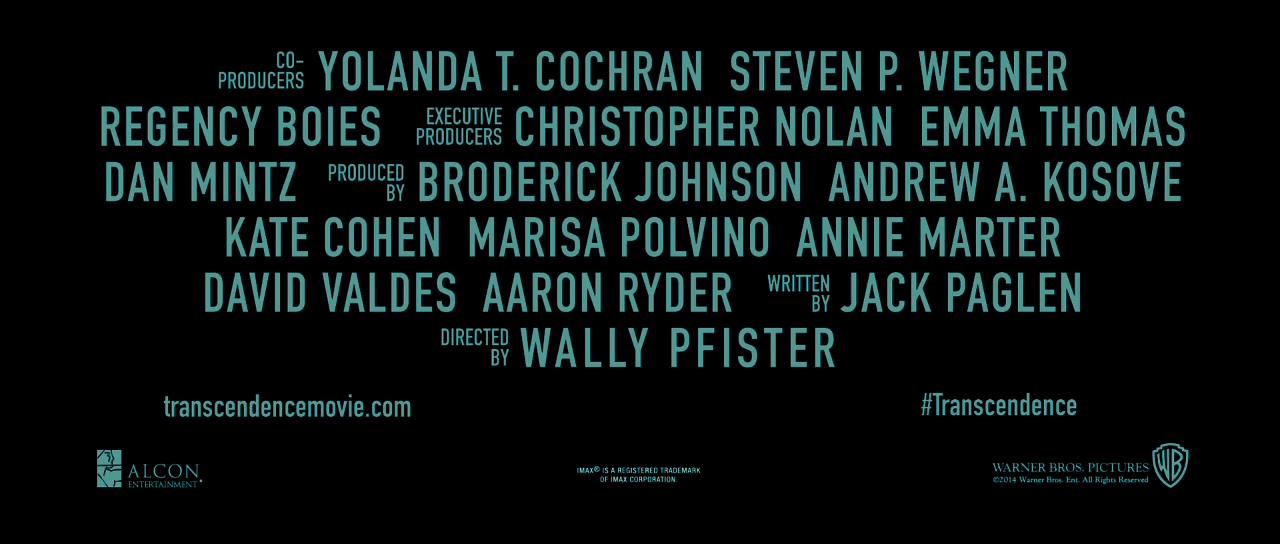 CO-PRODUCERS YOLANDA T. COCHRAN STEVEN P. WEGNER
REGENCY BOIES EXECUTIVE PRODUCERS CHRISTOPHER NOLAN EMMA THOMAS
DAN MINTZ PRODUCED BY BRODERICK JOHNSON ANDREW A. KOSOVE
KATE COHEN MARISA POLVINO ANNIE MARTER
DAVID VALDES AARON RYDER WRITTEN BY JACK PAGLEN
DIRECTED BY WALLY PFISTER
transcendencemovie.com
#Transcendence
ALCON
ENTERTAINMENT
IMAX® IS A REGISTERED TRADEMARK
OF IMAX CORPORATION.
WARNER BROS. PICTURES
©2014 Warner Bros. Ent. All Rights Reserved
WB